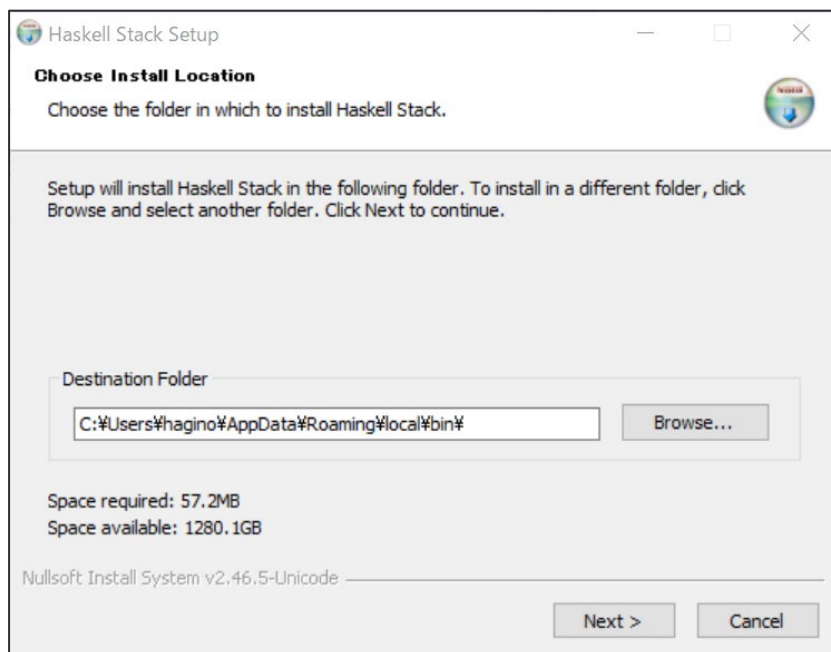 Haskell Stack Setup
Choose Install Location
Choose the folder in which to install Haskell Stack.
Setup will install Haskell Stack in the following folder. To install in a different folder, click
Browse and select another folder. Click Next to continue.
Destination Folder
C:¥Users¥hagino¥AppData¥Roaming¥local¥bin¥
Browse...
Space required: 57.2MB
Space available: 1280.1GB
Nullsoft Install System v2.46.5-Unicode
Next >
Cancel